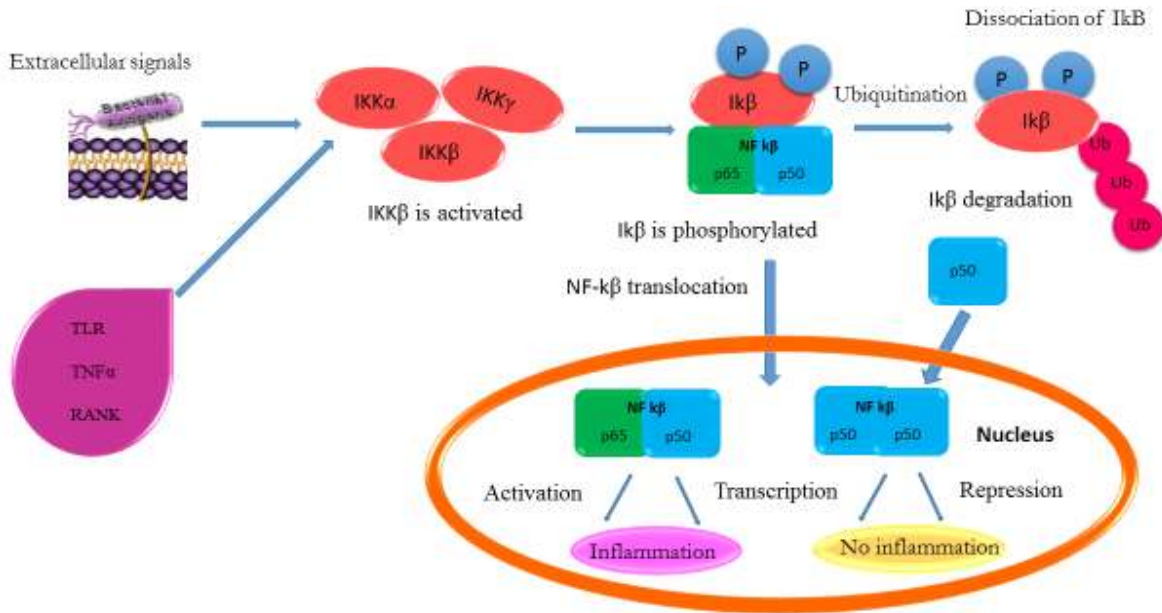 Dissociation of IkB
Extracellular signals
P
P
P
P
IKKα
IKKγ
IKKβ
Ikβ
Ubiquitination
Ikβ
NF kβ
p65
p50
Ub
Ub
Ub
IKKβ is activated
Ikβ is phosphorylated
Ikβ degradation
NF-kβ translocation
p50
TLR
TNFα
RANK
NF kβ
p65
p50
NF kβ
p50
p50
Nucleus
Activation
Transcription
Repression
Inflammation
No inflammation